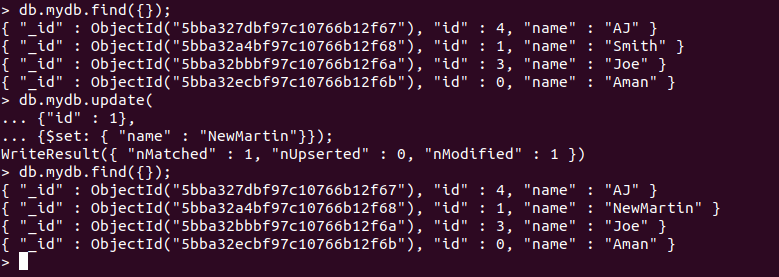 > db.mydb.find({});
{ "_id" : ObjectId("5bba327dbf97c10766b12f67"), "id" : 4, "name" : "AJ" }
{ "_id" : ObjectId("5bba32a4bf97c10766b12f68"), "id" : 1, "name" : "Smith" }
{ "_id" : ObjectId("5bba32bbbf97c10766b12f6a"), "id" : 3, "name" : "Joe" }
{ "_id" : ObjectId("5bba32ecbf97c10766b12f6b"), "id" : 0, "name" : "Aman" }
> db.mydb.update(
... {"id" : 1},
... {$set: { "name" : "NewMartin"}});
WriteResult({ "nMatched" : 1, "nUpserted" : 0, "nModified" : 1 })
> db.mydb.find({});
{ "_id" : ObjectId("5bba327dbf97c10766b12f67"), "id" : 4, "name" : "AJ" }
{ "_id" : ObjectId("5bba32a4bf97c10766b12f68"), "id" : 1, "name" : "NewMartin" }
{ "_id" : ObjectId("5bba32bbbf97c10766b12f6a"), "id" : 3, "name" : "Joe" }
{ "_id" : ObjectId("5bba32ecbf97c10766b12f6b"), "id" : 0, "name" : "Aman" }
>